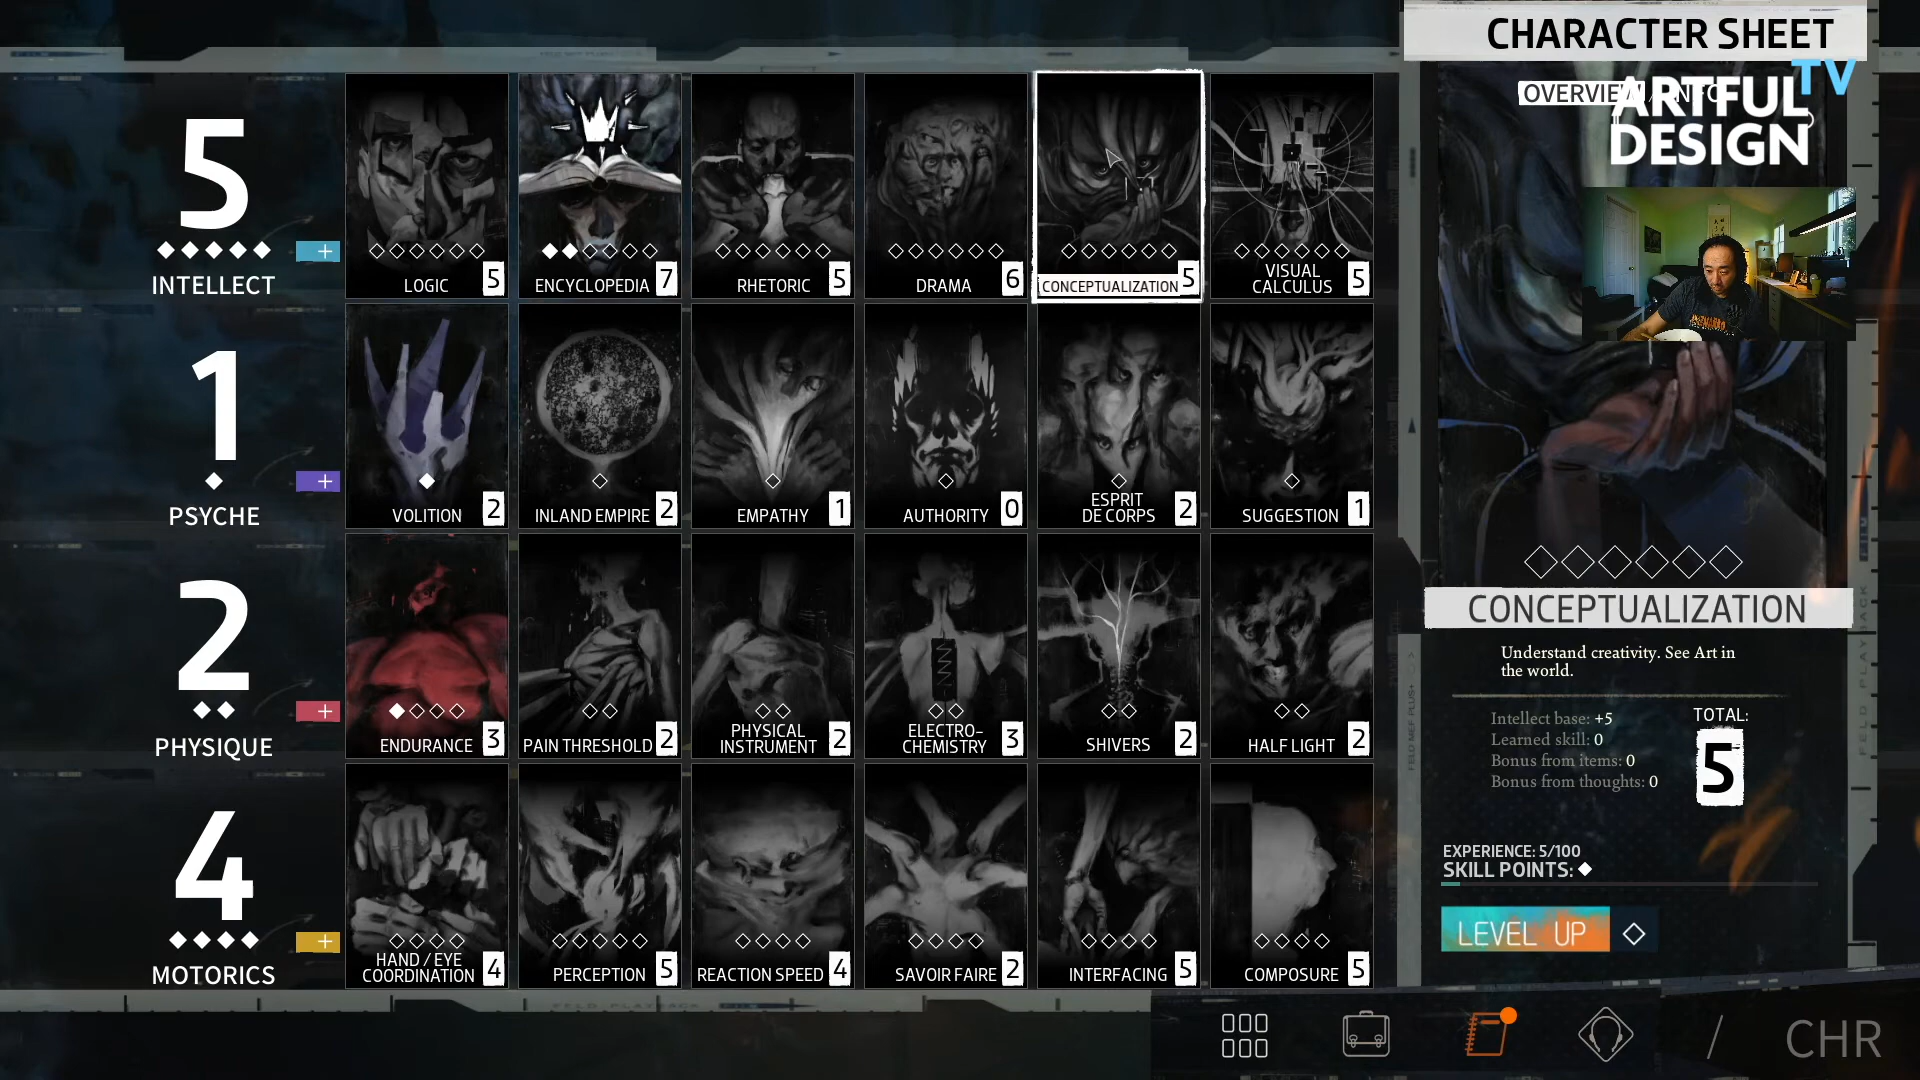 CHARACTER SHEET
TV
OVERVIEW
ARTFUL
DESIGN
5
INTELLECT
LOGIC 5
ENCYCLOPEDIA 7
RHETORIC 5
DRAMA 6
CONCEPTUALIZATION 5
VISUAL
CALCULUS 5
1
PSYCHE
VOLITION 2
INLAND EMPIRE 2
EMPATHY 1
AUTHORITY 0
ESPRIT
DE CORPS 2
SUGGESTION 1
2
PHYSIQUE
ENDURANCE 3
PAIN THRESHOLD 2
PHYSICAL
INSTRUMENT 2
ELECTRO-
CHEMISTRY 3
SHIVERS 2
HALF LIGHT 2
4
MOTORICS
HAND / EYE
COORDINATION 4
PERCEPTION 5
REACTION SPEED 4
SAVOIR FAIRE 2
INTERFACING 5
COMPOSURE 5
CONCEPTUALIZATION
Understand creativity. See Art in
the world.
Intellect base: +5
Learned skill: 0
Bonus from items: 0
Bonus from thoughts: 0
TOTAL:
5
EXPERIENCE: 5/100
SKILL POINTS:
LEVEL UP
/ CHR